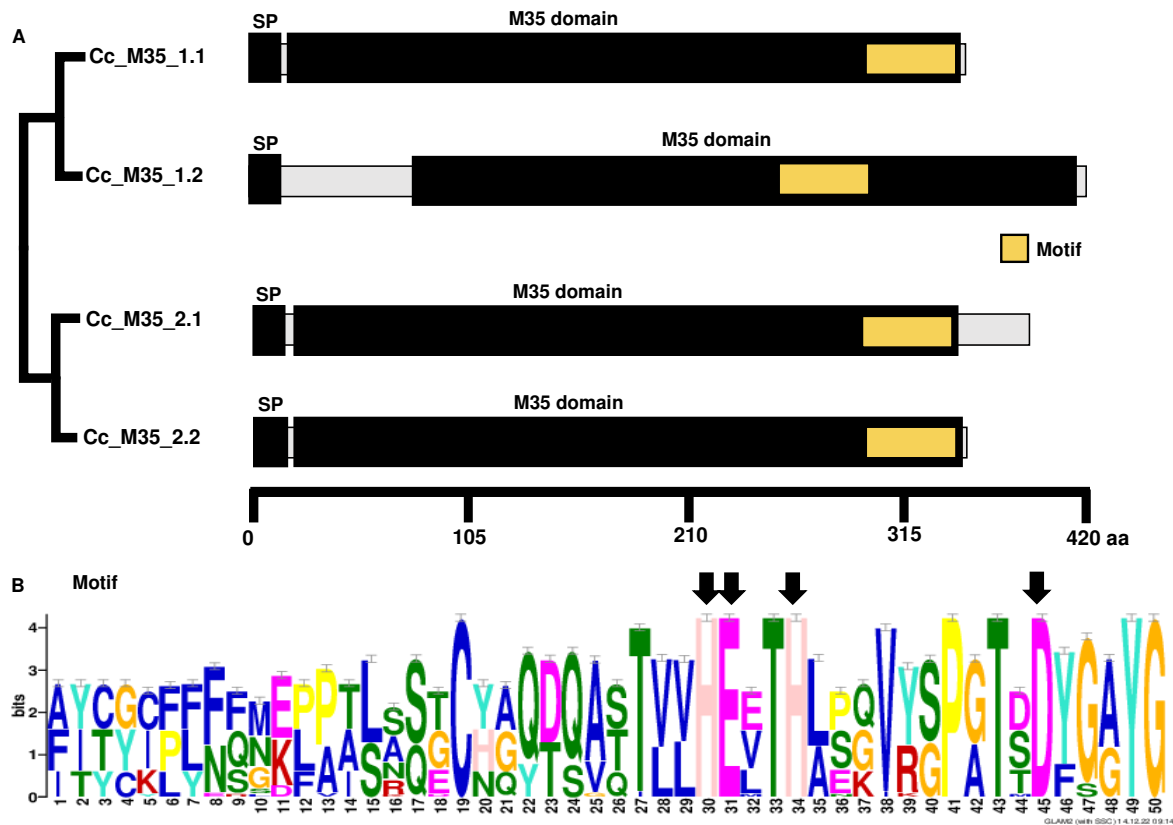 A
SP
M35 domain
Cc_M35_1.1
SP
M35 domain
Cc_M35_1.2
Motif
SP
M35 domain
Cc_M35_2.1
SP
M35 domain
Cc_M35_2.2
0 105 210 315 420 aa
B Motif
bits
4
3
2
1
0
1 2 3 4 5 6 7 8 9 10 11 12 13 14 15 16 17 18 19 20 21 22 23 24 25 26 27 28 29 30 31 32 33 34 35 36 37 38 39 40 41 42 43 44 45 46 47 48 49 50
A Y C G C F F F F M E P P T L S S T C Y A Q D Q A S T V V H E E T H L P Q V Y S P G T D D Y G A Y G